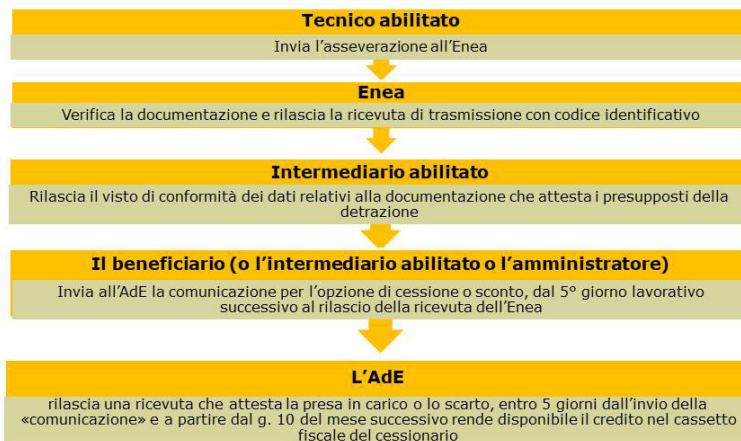 Tecnico abilitato
Invia l'asseverazione all'Enea
Enea
Verifica la documentazione e rilascia la ricevuta di trasmissione con codice identificativo
Intermediario abilitato
Rilascia il visto di conformità dei dati relativi alla documentazione che attesta i presupposti della
detrazione
Il beneficiario (o l'intermediario abilitato o l'amministratore)
Invia all'AdE la comunicazione per l'opzione di cessione o sconto, dal 5° giorno lavorativo
successivo al rilascio della ricevuta dell'Enea
L'AdE
rilascia una ricevuta che attesta la presa in carico o lo scarto, entro 5 giorni dall'invio della
«comunicazione» e a partire dal g. 10 del mese successivo rende disponibile il credito nel cassetto
fiscale del cessionario